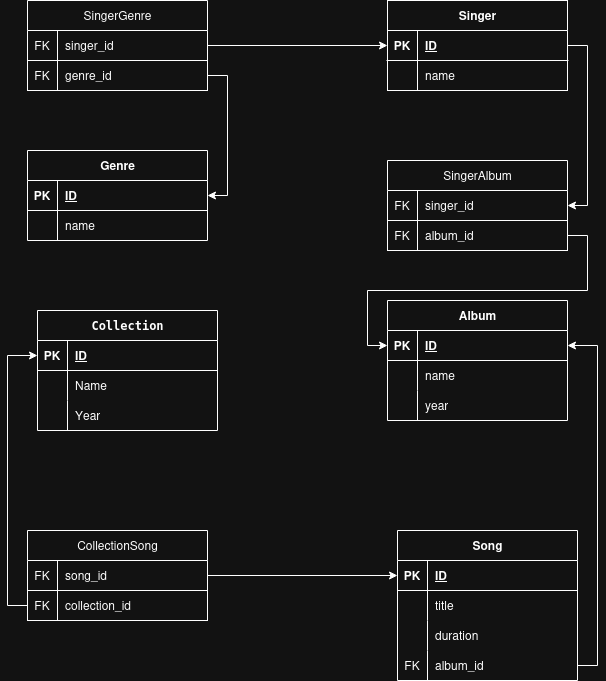 SingerGenre
FK singer_id
FK genre_id
Singer
PK ID
name
Genre
PK ID
name
SingerAlbum
FK singer_id
FK album_id
Collection
PK ID
Name
Year
Album
PK ID
name
year
CollectionSong
FK song_id
FK collection_id
Song
PK ID
title
duration
FK album_id